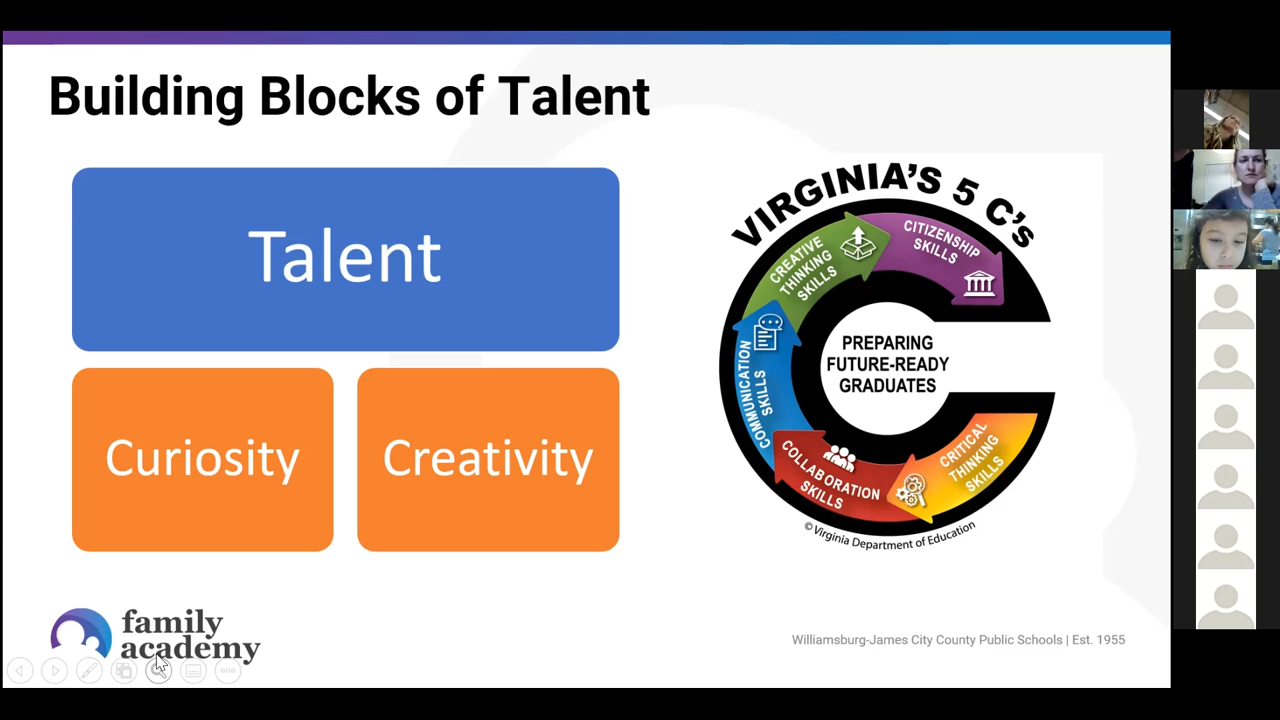 Building Blocks of Talent
Talent
Curiosity
Creativity
VIRGINIA'S 5 C's
CITIZENSHIP
SKILLS
CREATIVE
THINKING
SKILLS
COMMUNICATION
SKILLS
COLLABORATION
SKILLS
CRITICAL
THINKING
SKILLS
PREPARING
FUTURE-READY
GRADUATES
© Virginia Department of Education
family
academy
Williamsburg-James City County Public Schools | Est. 1955